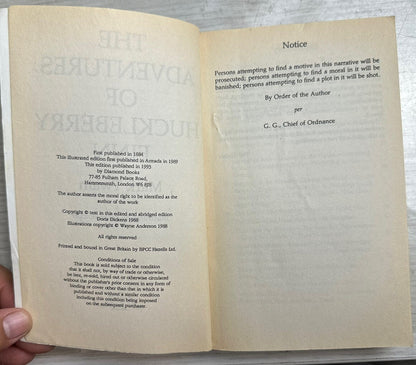 THE
ADVENTURES
OF
HUCKLEBERRY
First published in 1884
This illustrated edition first published in Armada in 1989
This edition published in 1993
by Diamond Books
77-85 Fulham Palace Road,
Hammersmith, London W6 8JB
The author asserts the moral right to be identified as the
author of the work
Copyright © text in this edited and abridged edition
Doris Dickens 1988
Illustrations copyright © Wayne Anderson 1988
All rights reserved
Printed and bound in Great Britain by BPCC Hazells Ltd.
Conditions of Sale
This book is sold subject to the condition
that it shall not, by way of trade or otherwise,
be lent, re-sold, hired out or otherwise circulated
without the publisher's prior consent in any form of
binding or cover other than that in which it is
published and without a similar condition
including this condition being imposed
on the subsequent purchaser.
Notice
Persons attempting to find a motive in this narrative will be
prosecuted; persons attempting to find a moral in it will be
banished; persons attempting to find a plot in it will be shot.
By Order of the Author
per
G. G., Chief of Ordnance